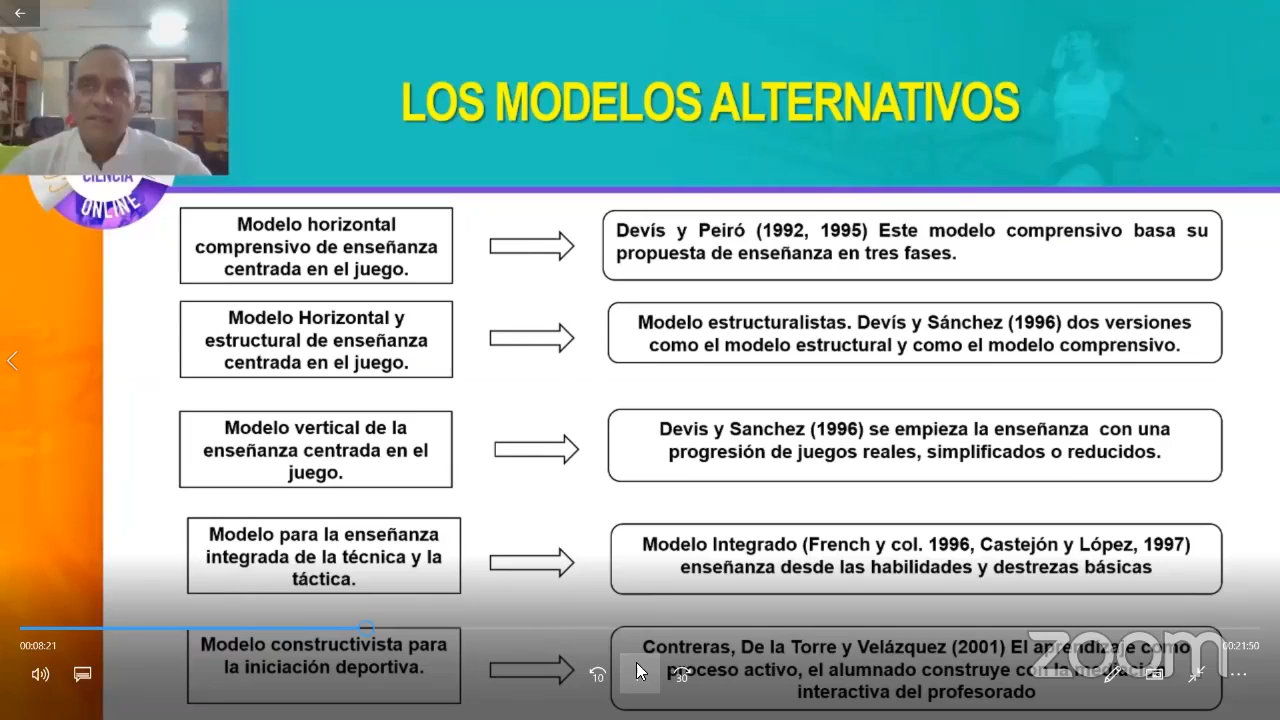 LOS MODELOS ALTERNATIVOS
CIENCIA
ONLINE
Modelo horizontal
comprensivo de enseñanza
centrada en el juego.
Devís y Peiró (1992, 1995) Este modelo comprensivo basa su
propuesta de enseñanza en tres fases.
Modelo Horizontal y
estructural de enseñanza
centrada en el juego.
Modelo estructuralistas. Devís y Sánchez (1996) dos versiones
como el modelo estructural y como el modelo comprensivo.
Modelo vertical de la
enseñanza centrada en el
juego.
Devis y Sanchez (1996) se empieza la enseñanza con una
progresión de juegos reales, simplificados o reducidos.
Modelo para la enseñanza
integrada de la técnica y la
táctica.
Modelo Integrado (French y col. 1996, Castejón y López, 1997)
enseñanza desde las habilidades y destrezas básicas
Modelo constructivista para
la iniciación deportiva.
Contreras, De la Torre y Velázquez (2001) El aprendizaje como
proceso activo, el alumnado construye con la mediación
interactiva del profesorado
zoom
00:08:21
00:21:50
10
30